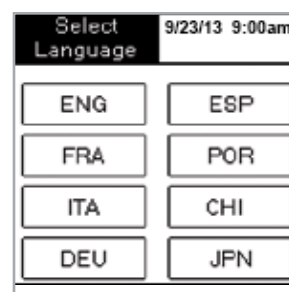 Select
Language
9/23/13 9:00am
ENG ESP
FRA POR
ITA CHI
DEU JPN